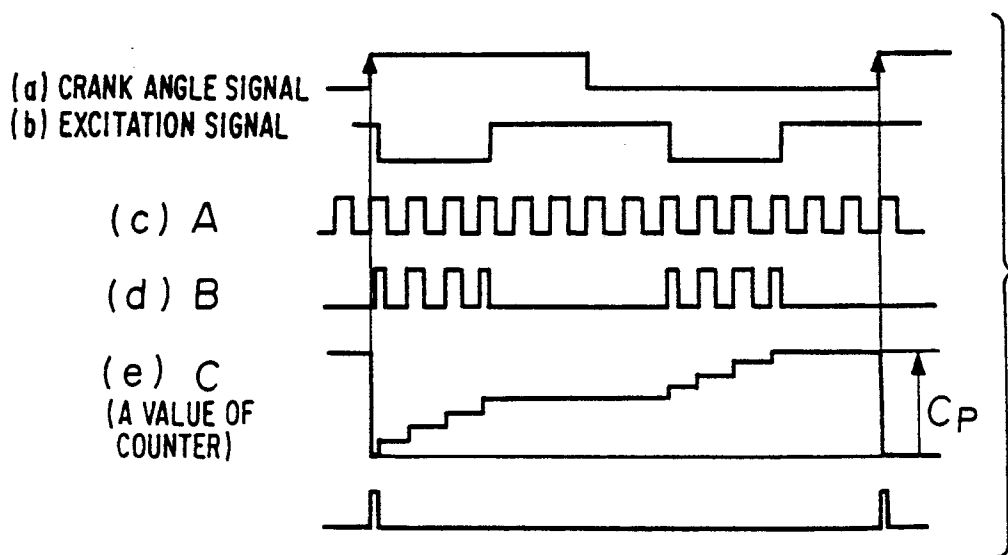 (a) CRANK ANGLE SIGNAL
(b) EXCITATION SIGNAL
(c) A
(d) B
(e) C
(A VALUE OF
COUNTER)
CP